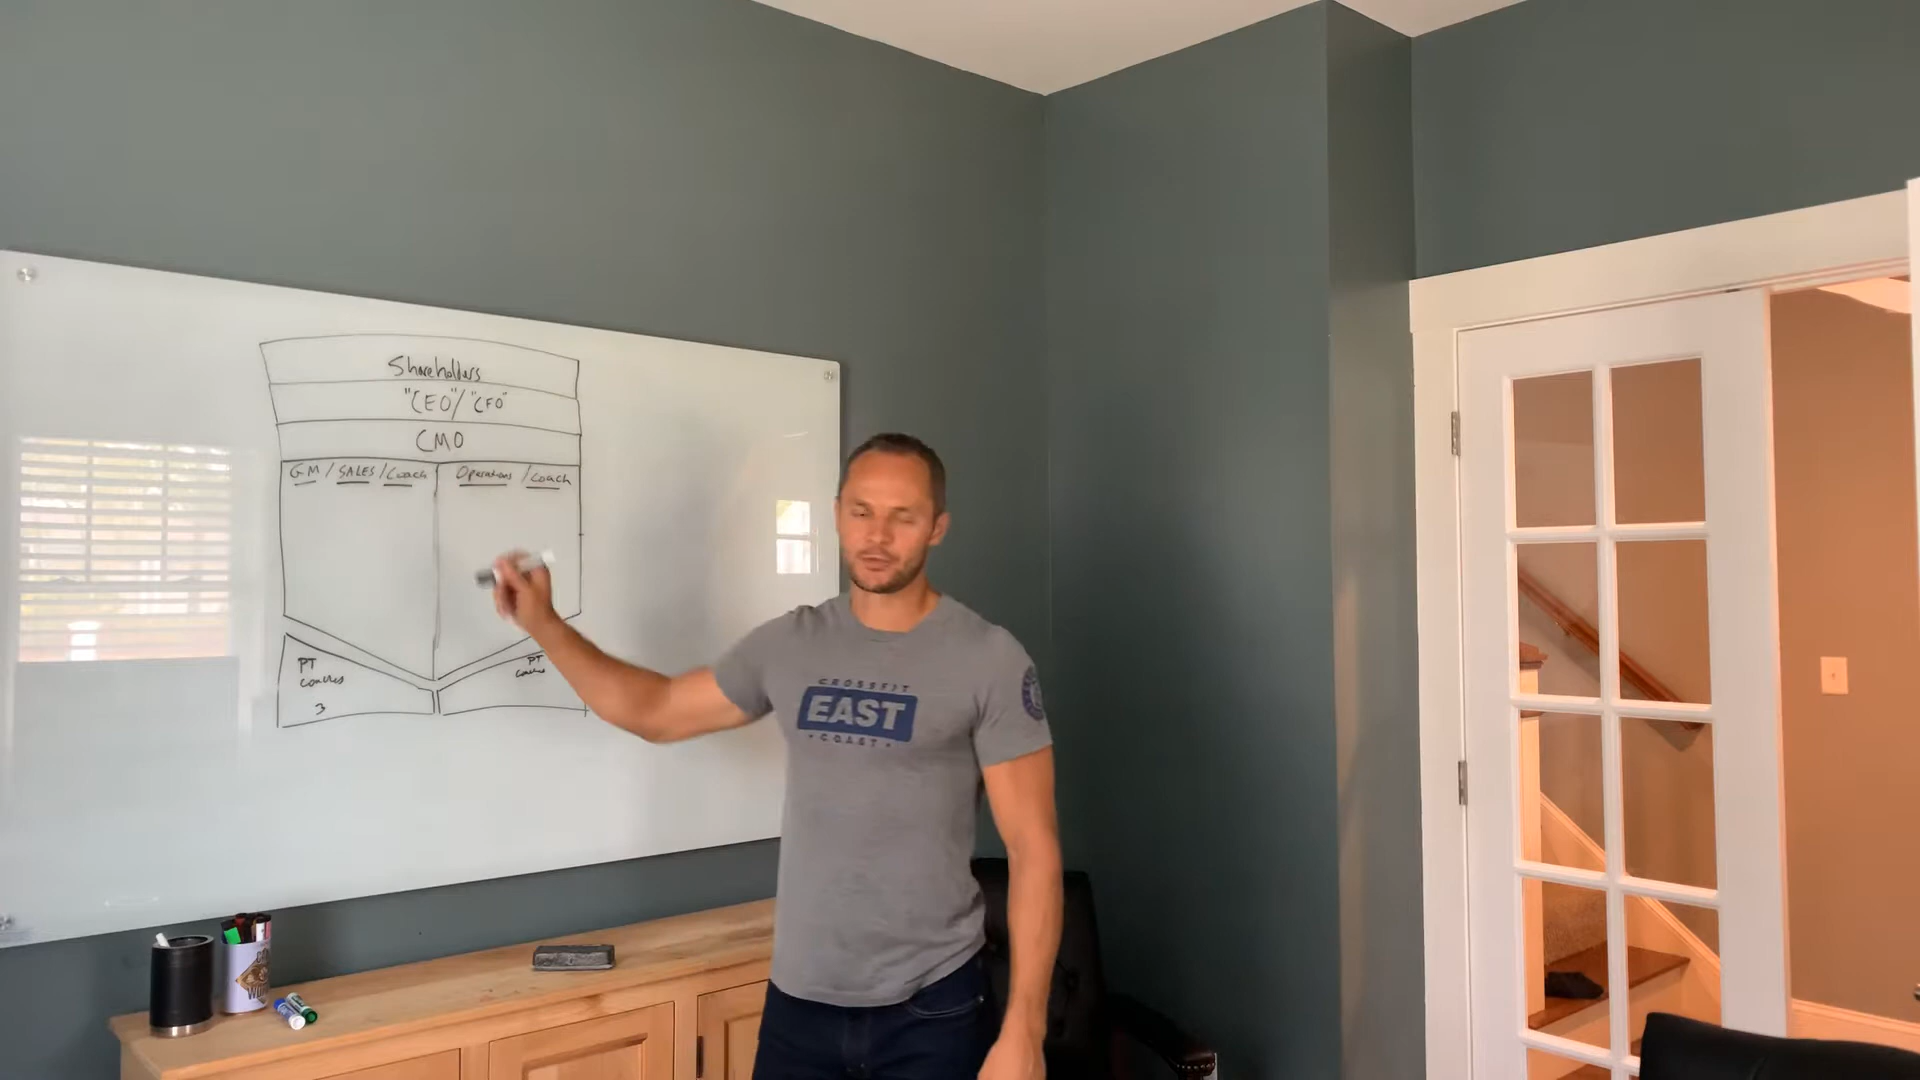 Shareholders
"CEO"/"CFO"
CMO
GM / SALES / Coach
Operations / Coach
PT
coaches
3
PT
coaches
CROSSFIT
EAST
• COAST •